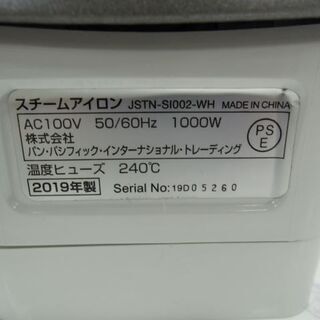 スチームアイロン JSTN-SI002-WH MADE IN CHINA
AC100V 50/60Hz 1000W
株式会社
パン・パシフィック・インターナショナル・トレーディング
PS
E
温度ヒューズ 240℃
2019年製 Serial No:19D05260